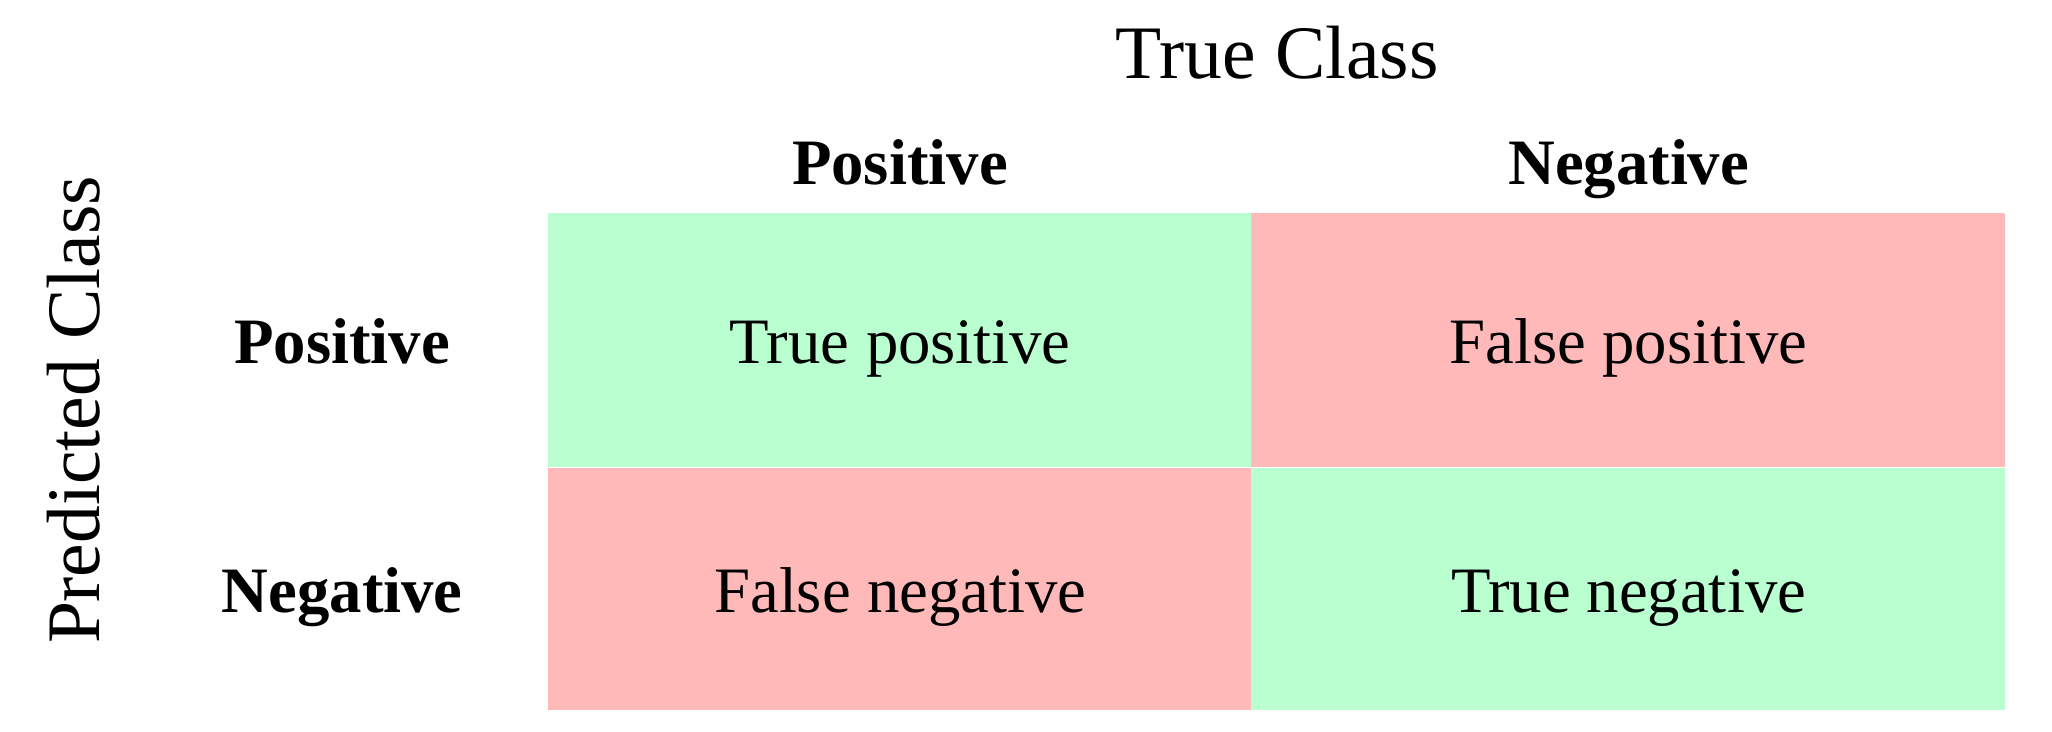 True Class
Positive Negative
Predicted Class
Positive True positive False positive
Negative False negative True negative